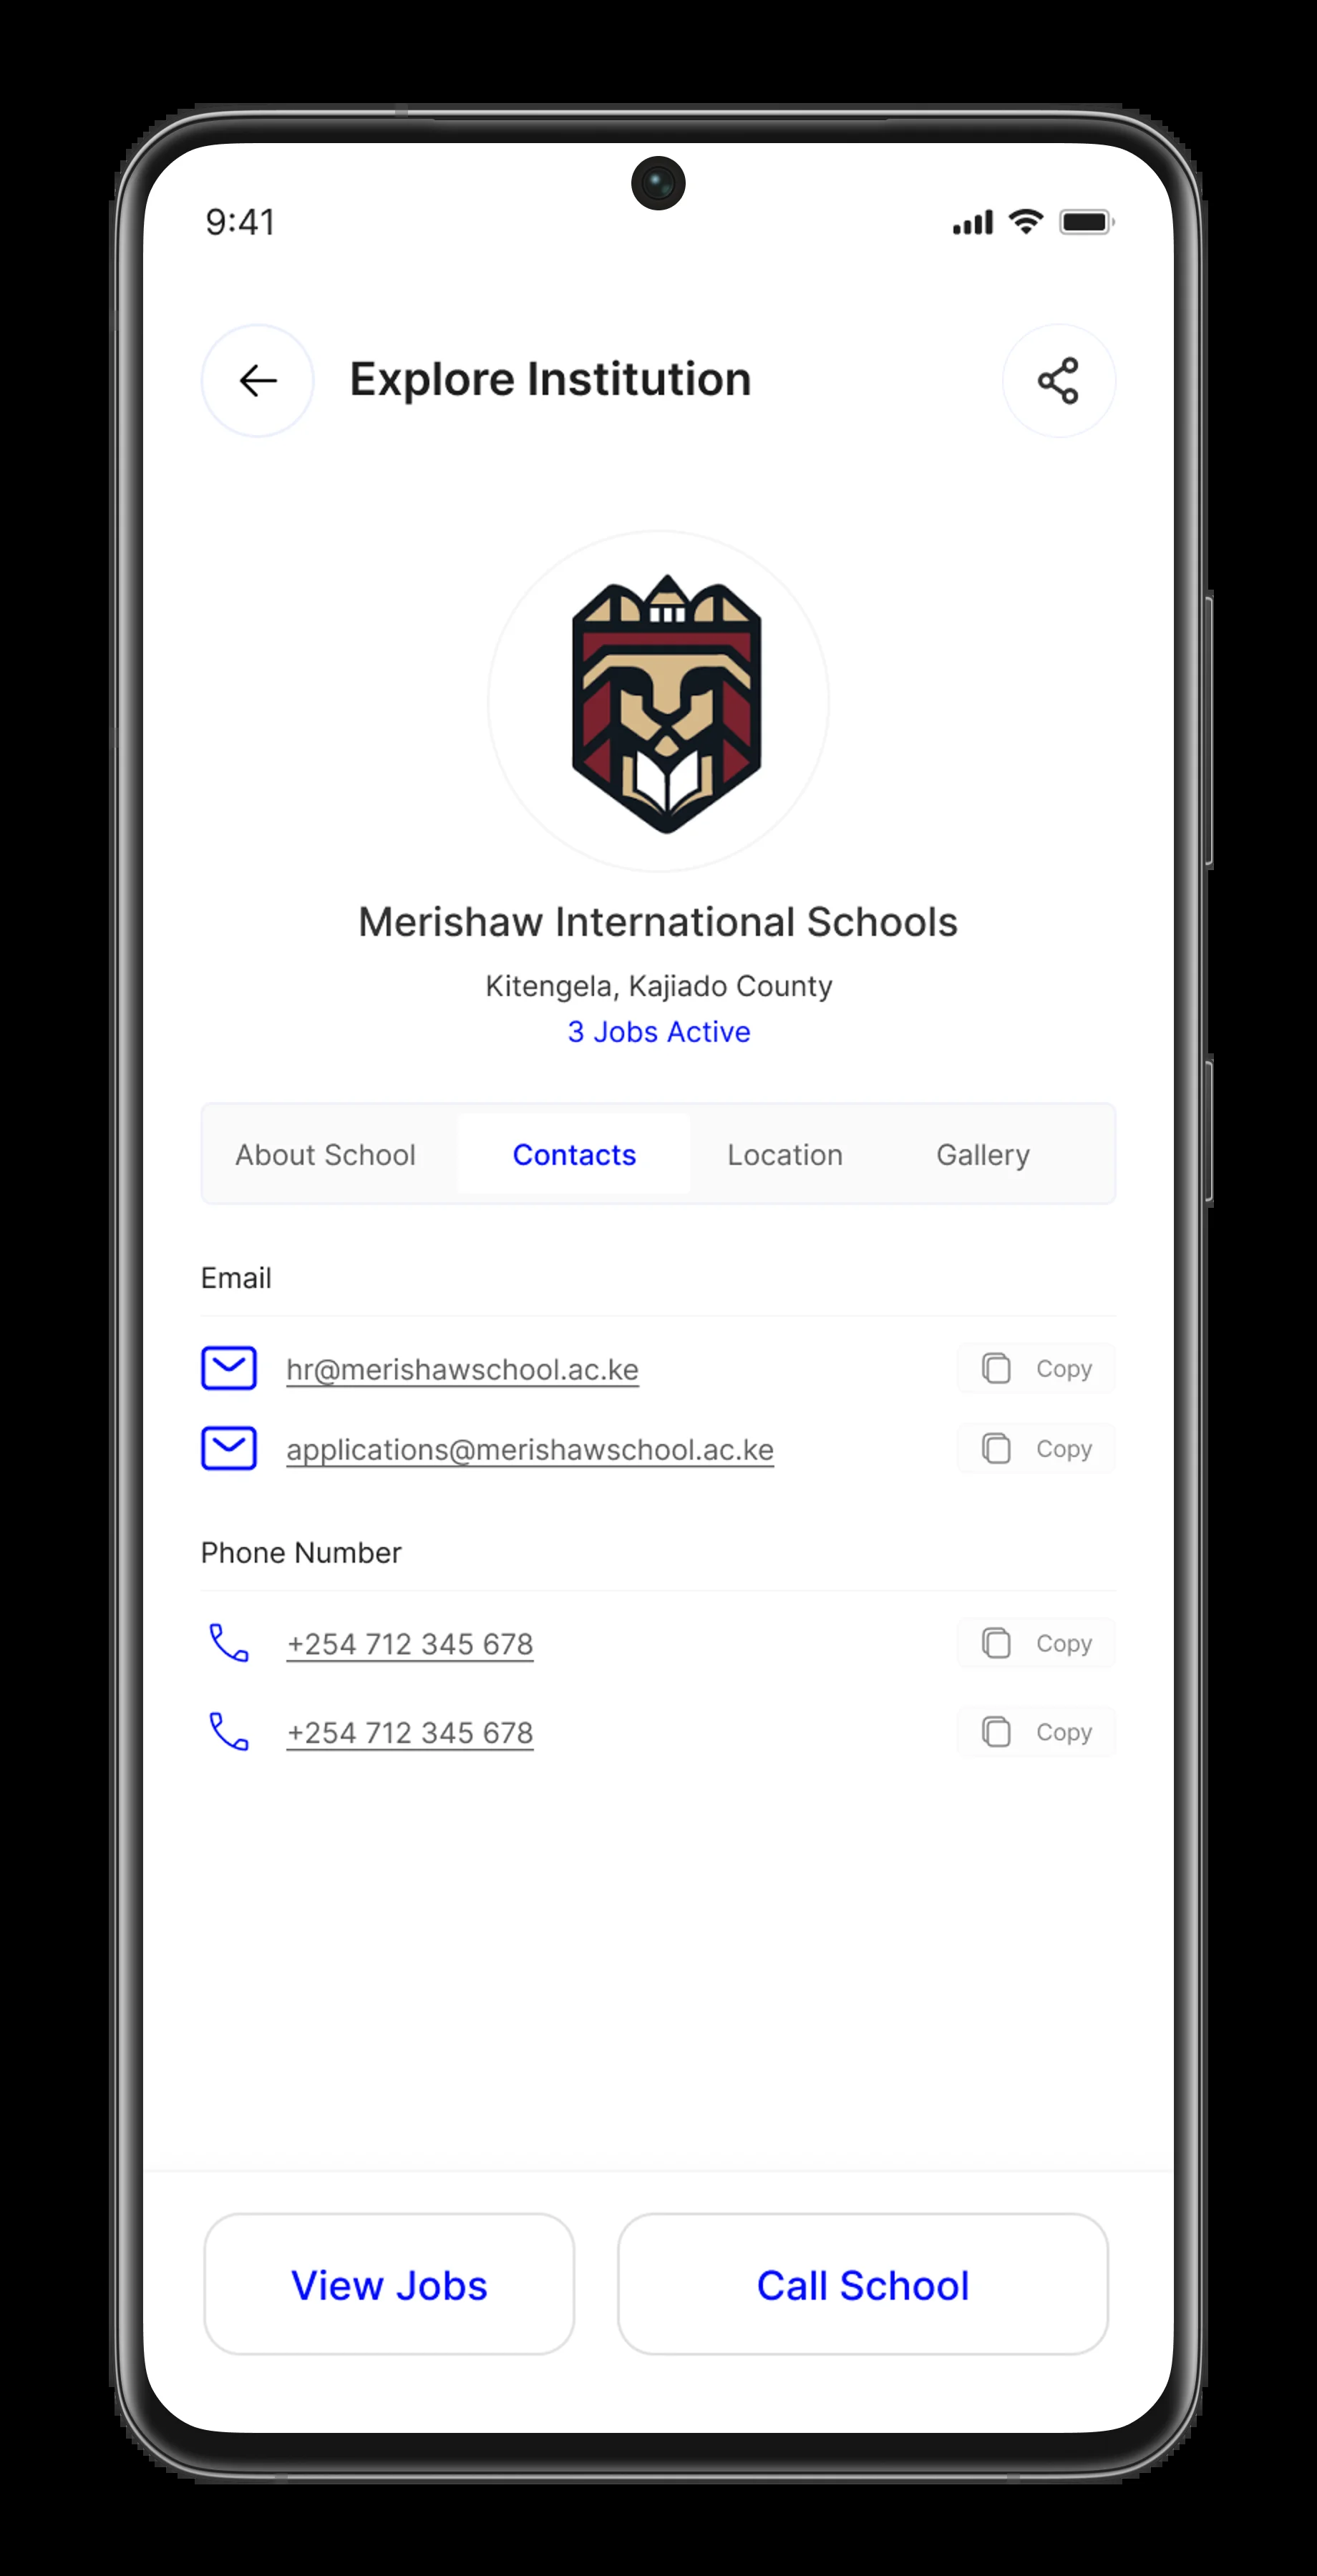 9:41
Explore Institution
Merishaw International Schools
Kitengela, Kajiado County
3 Jobs Active
About School Contacts Location Gallery
Email
hr@merishawschool.ac.ke Copy
applications@merishawschool.ac.ke Copy
Phone Number
+254 712 345 678 Copy
+254 712 345 678 Copy
View Jobs Call School